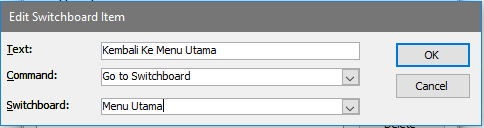 Edit Switchboard Item
Text: Kembali Ke Menu Utama OK
Command: Go to Switchboard Cancel
Switchboard: Menu Utama
Delete